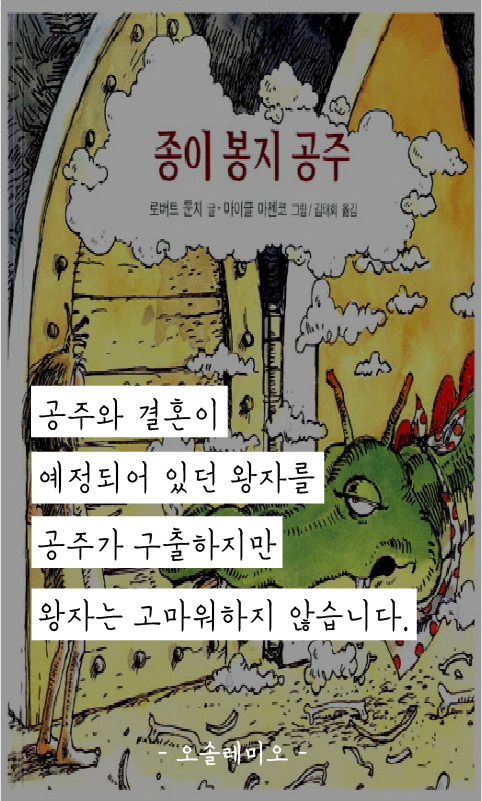 종이 봉지 공주
로버트 문치 글·마이클 마첸코 그림/김태희 옮김
공주와 결혼이
예정되어 있던 왕자를
공주가 구출하지만
왕자는 고마워하지 않습니다.
- 오솔레미오 -